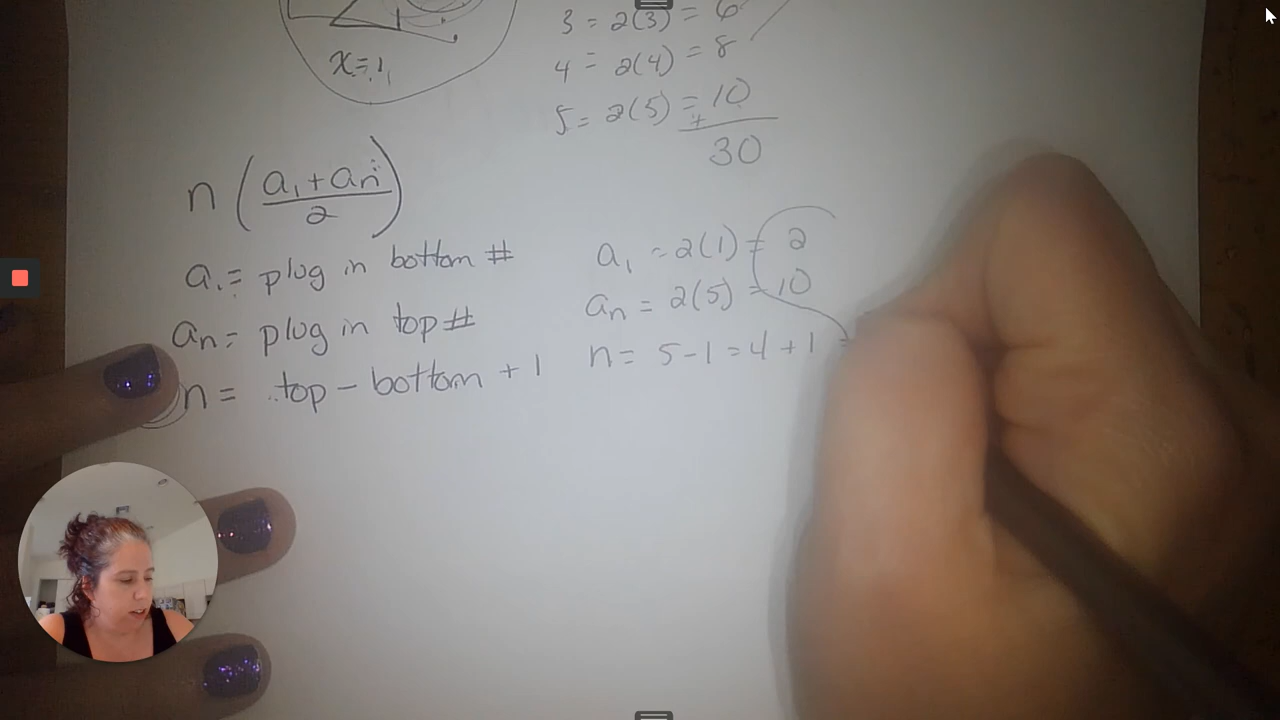 3 = 2(3) = 6
4 = 2(4) = 8
x=1
5 = 2(5) = 10
+
30
n ( a₁ + aₙ / 2 )
a₁ = plug in bottom #
aₙ = plug in top #
n = top - bottom + 1
a₁ = 2(1) = 2
aₙ = 2(5) = 10
n = 5-1 = 4 + 1 =